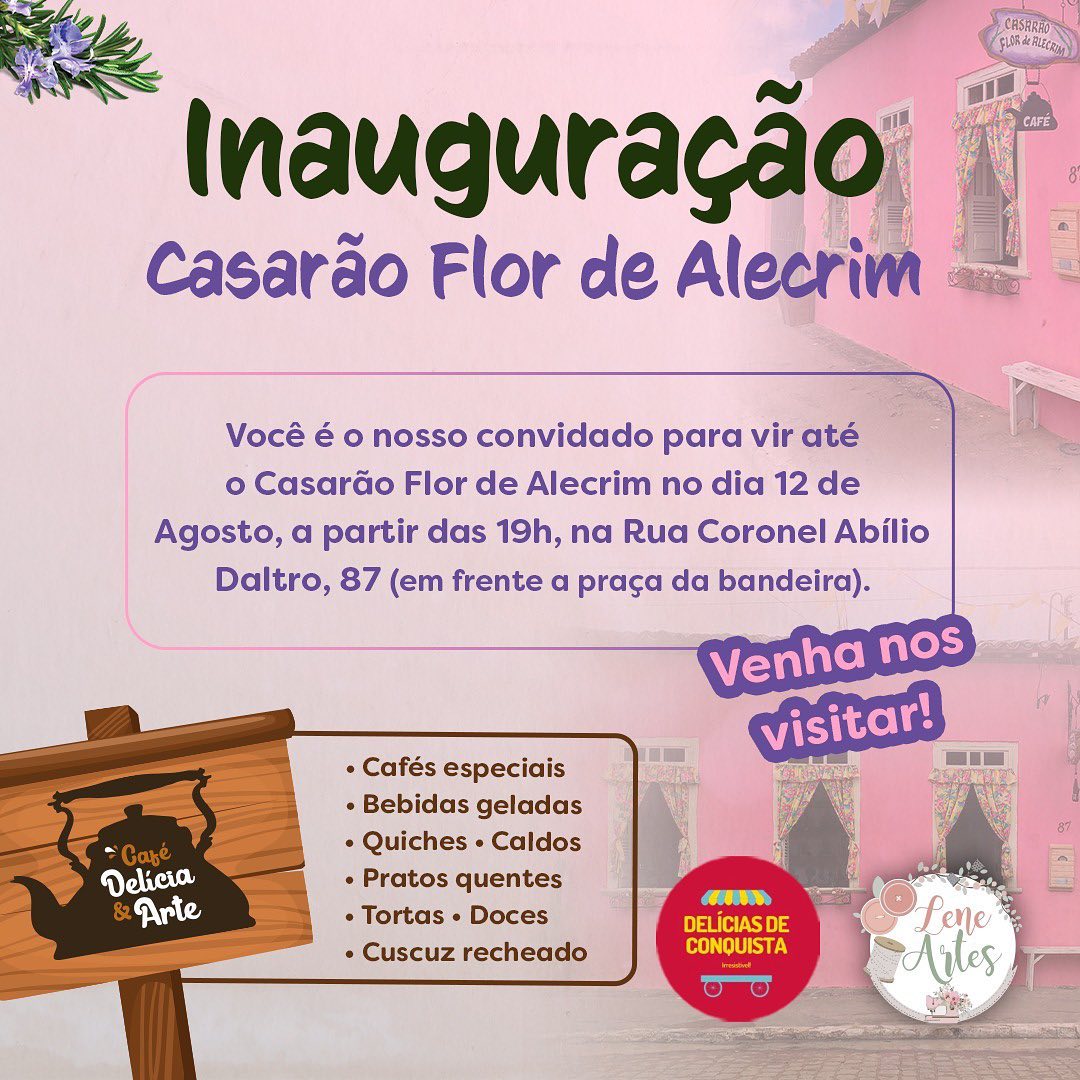 CASARÃO
FLOR de ALECRIM
CAFÉ
Inauguração
Casarão Flor de Alecrim
Você é o nosso convidado para vir até
o Casarão Flor de Alecrim no dia 12 de
Agosto, a partir das 19h, na Rua Coronel Abílio
Daltro, 87 (em frente a praça da bandeira).
Venha nos
visitar!
• Cafés especiais
• Bebidas geladas
• Quiches • Caldos
• Pratos quentes
• Tortas • Doces
• Cuscuz recheado
Café
Delícia
& Arte
DELÍCIAS DE
CONQUISTA
Irresistível!
Lene
Artes
87